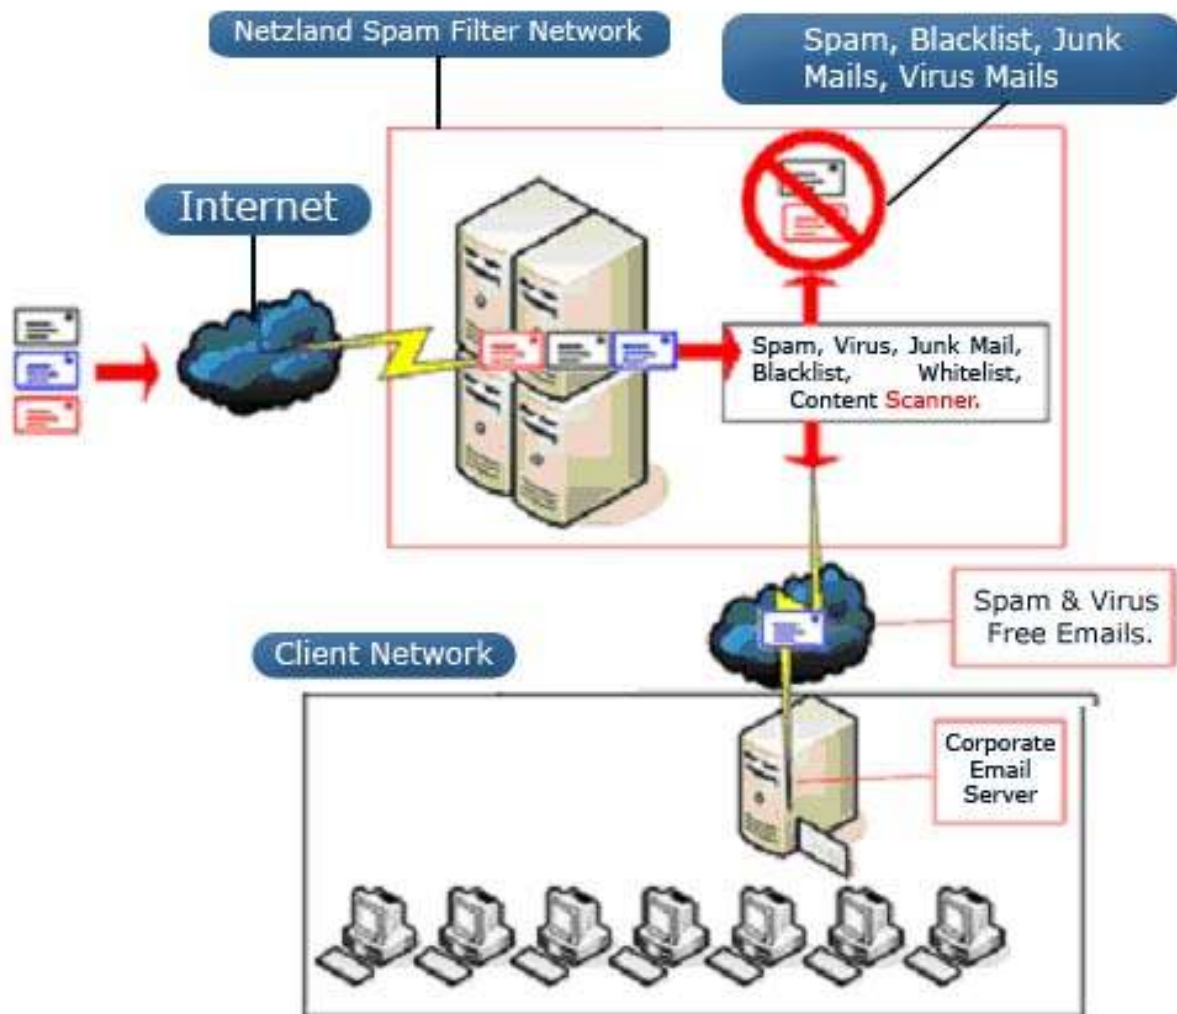 Netzland Spam Filter Network
Spam, Blacklist, Junk
Mails, Virus Mails
Internet
Spam, Virus, Junk Mail,
Blacklist, Whitelist,
Content Scanner.
Spam & Virus
Free Emails.
Client Network
Corporate
Email
Server